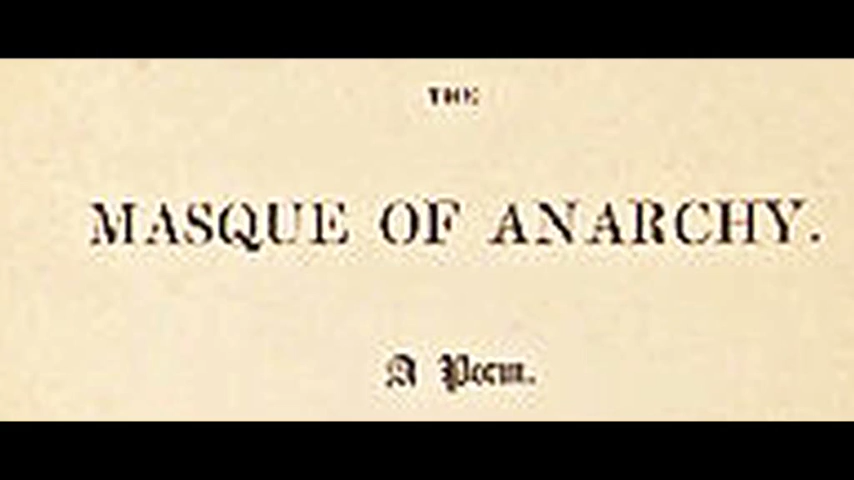 THE
MASQUE OF ANARCHY.
A Poem.